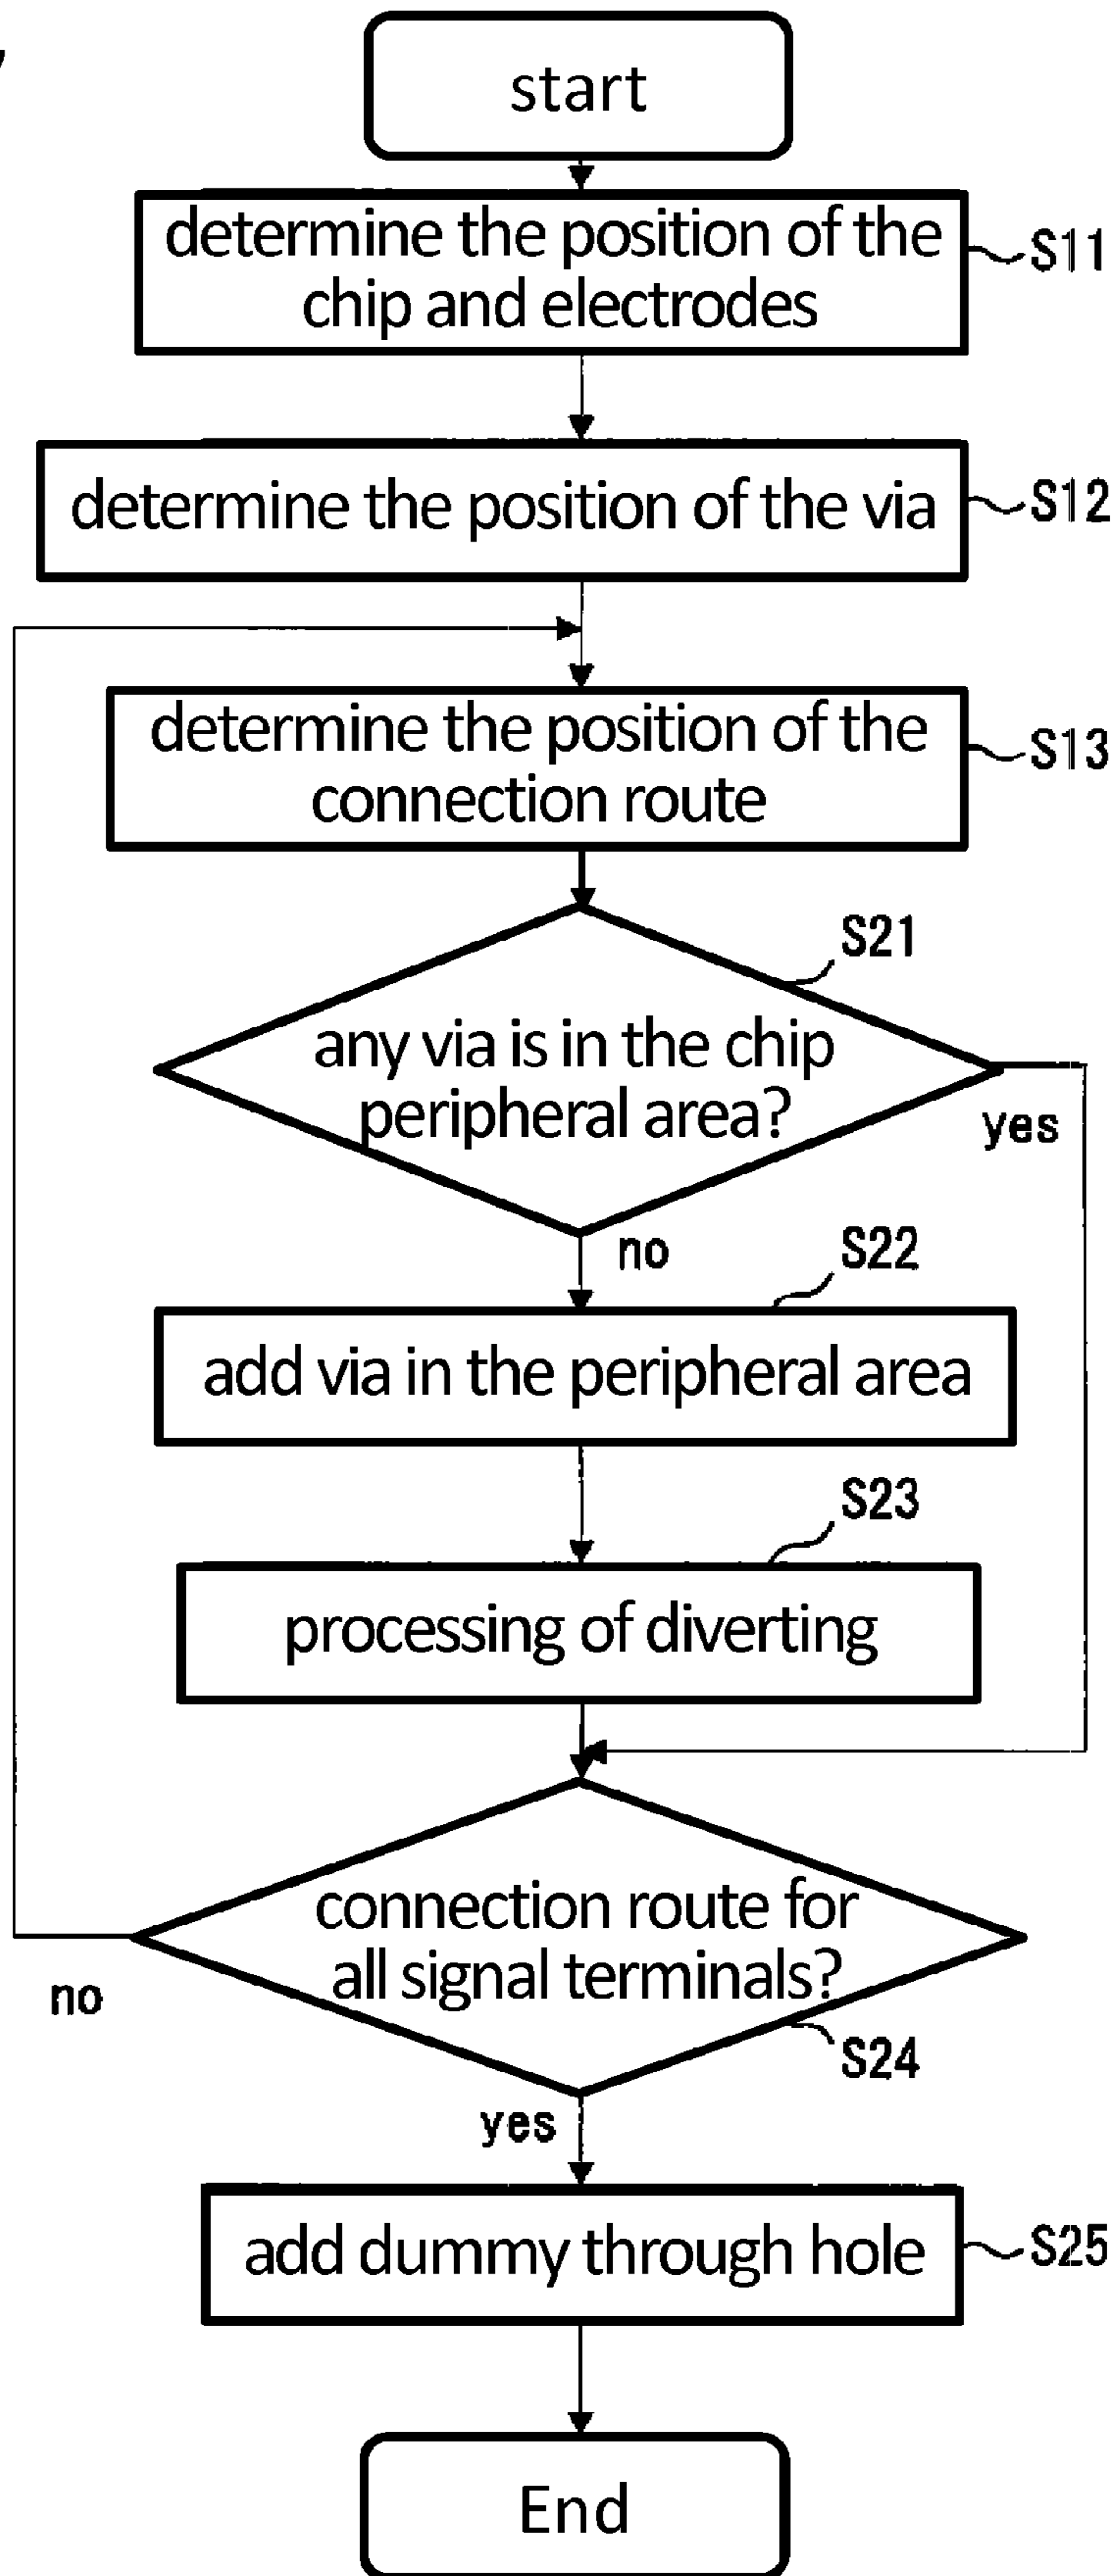 start
determine the position of the
chip and electrodes
S11
determine the position of the via
S12
determine the position of the
connection route
S13
S21
any via is in the chip
peripheral area?
yes
no
S22
add via in the peripheral area
S23
processing of diverting
connection route for
all signal terminals?
no
S24
yes
add dummy through hole
S25
End